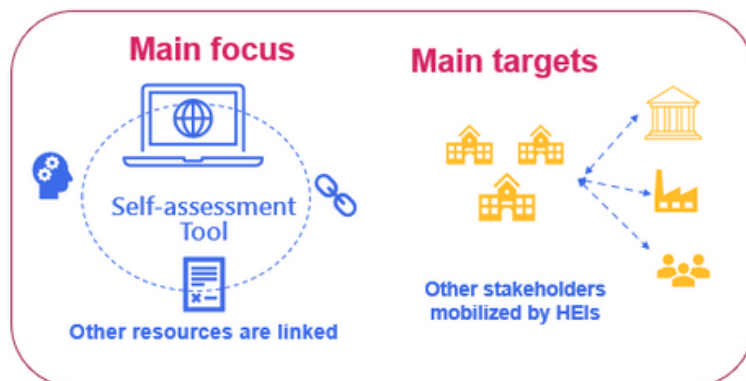 Main focus
Self-assessment
Tool
Other resources are linked
Main targets
Other stakeholders
mobilized by HEIs